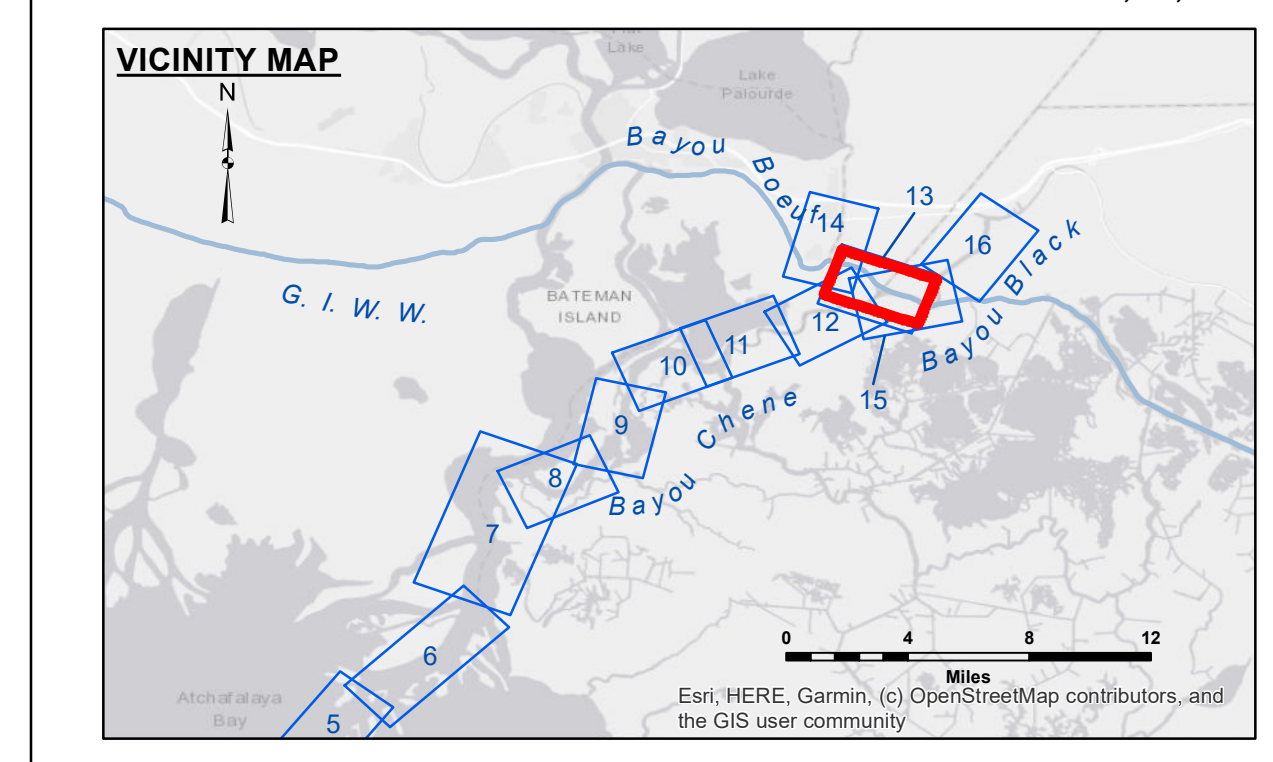 VICINITY MAP
N
Lake
Lake
Palourde
Bayou
Boeuf
13
14
16
G. I. W. W.
BATEMAN
ISLAND
Bayou Black
12
11
10
15
9
Bayou Chene
8
7
6
5
Atchafalaya
Bay
0 4 8 12
Miles
Esri, HERE, Garmin, (c) OpenStreetMap contributors, and
the GIS user community